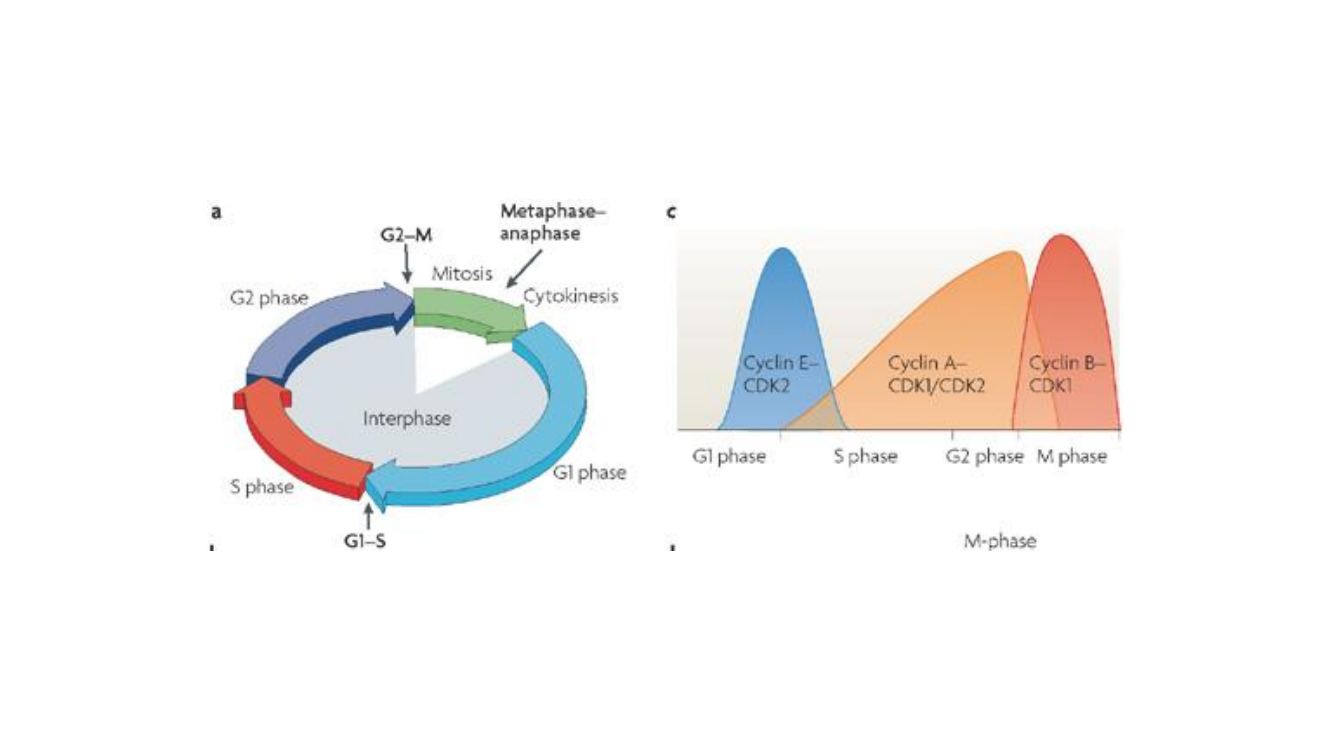 a
Metaphase–
anaphase
G2–M
Mitosis
Cytokinesis
G2 phase
Interphase
S phase
G1 phase
G1–S
c
Cyclin E–
CDK2
Cyclin A–
CDK1/CDK2
Cyclin B–
CDK1
G1 phase
S phase
G2 phase
M phase
M-phase